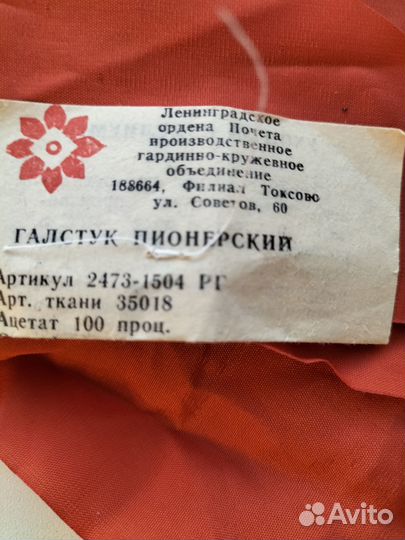 Ленинградское
ордена Почета
производственное
гардинно-кружевное
объединение
188664, Филиал Токсово
ул. Советов, 60
ГАЛСТУК ПИОНЕРСКИЙ
Артикул 2473-1504 РГ
Арт. ткани 35018
Ацетат 100 проц.
Avito